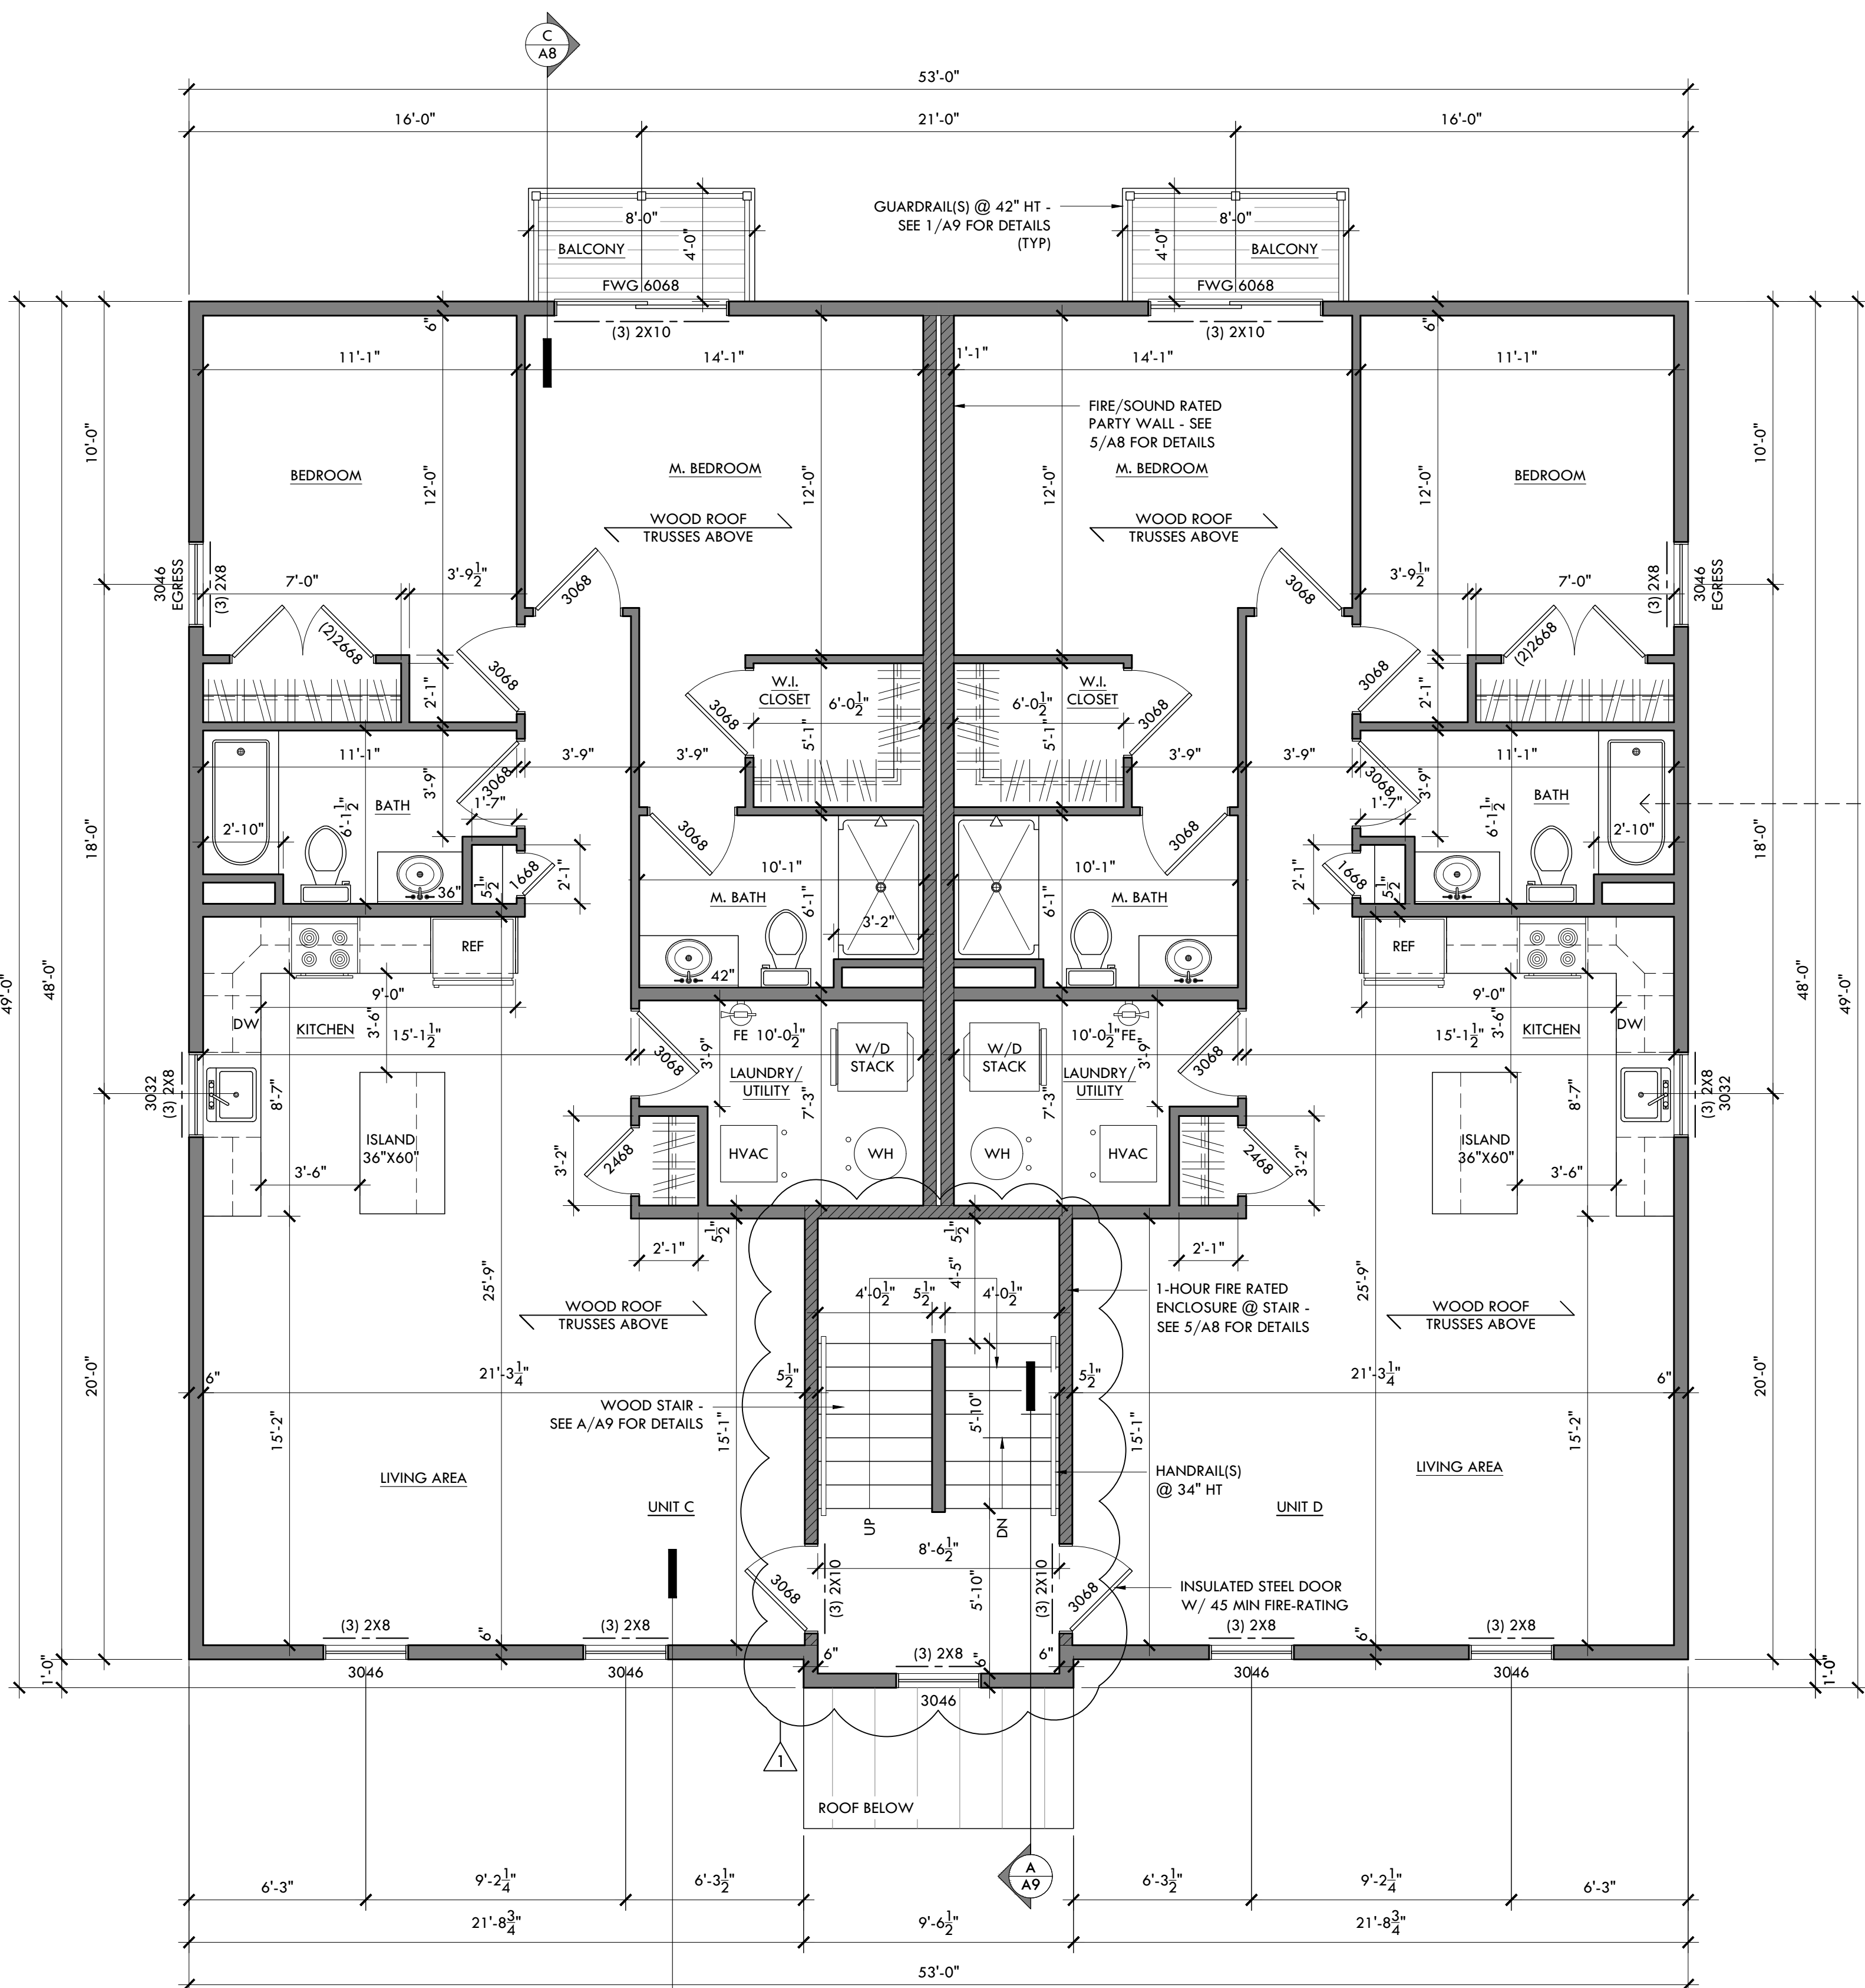 C
A8
53'-0"
16'-0"
21'-0"
16'-0"
GUARDRAIL(S) @ 42" HT -
SEE 1/A9 FOR DETAILS
(TYP)
8'-0"
4'-0"
BALCONY
FWG 6068
(3) 2X10
8'-0"
4'-0"
BALCONY
FWG 6068
(3) 2X10
6"
11'-1"
14'-1"
1'-1"
14'-1"
6"
11'-1"
FIRE/SOUND RATED
PARTY WALL - SEE
5/A8 FOR DETAILS
10'-0"
BEDROOM
12'-0"
M. BEDROOM
12'-0"
12'-0"
M. BEDROOM
12'-0"
BEDROOM
10'-0"
WOOD ROOF
TRUSSES ABOVE
WOOD ROOF
TRUSSES ABOVE
3046
EGRESS
(3) 2X8
7'-0"
3'-9 1/2"
3068
3068
3'-9 1/2"
7'-0"
(3) 2X8
3046
EGRESS
(2)2668
3068
2'-1"
W.I.
CLOSET
6'-0 1/2"
5'-1"
3068
W.I.
CLOSET
6'-0 1/2"
5'-1"
3068
3068
2'-1"
(2)2668
11'-1"
3'-9"
3'-9"
3'-9"
3'-9"
11'-1"
3068
3'-9"
1'-7"
BATH
6'-1 1/2"
2'-10"
36"
5 1/2"
1668
2'-1"
3068
3'-9"
1'-7"
BATH
6'-1 1/2"
2'-10"
5 1/2"
1668
2'-1"
18'-0"
18'-0"
3068
10'-1"
M. BATH
6'-1"
3'-2"
42"
3068
10'-1"
M. BATH
6'-1"
49'-0"
48'-0"
48'-0"
49'-0"
REF
9'-0"
DW
KITCHEN
3'-6"
15'-1 1/2"
3032
(3) 2X8
8'-7"
ISLAND
36"X60"
3'-6"
FE
10'-0 1/2"
3068
3'-9"
LAUNDRY/
UTILITY
W/D
STACK
7'-3"
HVAC
WH
2468
3'-2"
2'-1"
5 1/2"
W/D
STACK
10'-0 1/2"
FE
3'-9"
LAUNDRY/
UTILITY
3068
7'-3"
WH
HVAC
2468
3'-2"
2'-1"
REF
9'-0"
15'-1 1/2"
3'-6"
KITCHEN
DW
(3) 2X8
3032
8'-7"
ISLAND
36"X60"
3'-6"
5 1/2"
4'-5"
4'-0 1/2"
5 1/2"
4'-0 1/2"
1-HOUR FIRE RATED
ENCLOSURE @ STAIR -
SEE 5/A8 FOR DETAILS
25'-9"
WOOD ROOF
TRUSSES ABOVE
25'-9"
WOOD ROOF
TRUSSES ABOVE
20'-0"
20'-0"
6"
21'-3 1/4"
5 1/2"
5 1/2"
21'-3 1/4"
6"
WOOD STAIR -
SEE A/A9 FOR DETAILS
15'-2"
15'-1"
5'-10"
15'-1"
15'-2"
LIVING AREA
LIVING AREA
HANDRAIL(S)
@ 34" HT
UNIT C
UNIT D
UP
DN
8'-6 1/2"
3068
(3) 2X10
5'-10"
(3) 2X10
3068
INSULATED STEEL DOOR
W/ 45 MIN FIRE-RATING
(3) 2X8
6"
(3) 2X8
6"
(3) 2X8
6"
6"
(3) 2X8
6"
(3) 2X8
1'-0"
3046
3046
3046
3046
3046
1'-0"
1
ROOF BELOW
A
A9
6'-3"
9'-2 1/4"
6'-3 1/2"
6'-3 1/2"
9'-2 1/4"
6'-3"
21'-8 3/4"
9'-6 1/2"
21'-8 3/4"
53'-0"